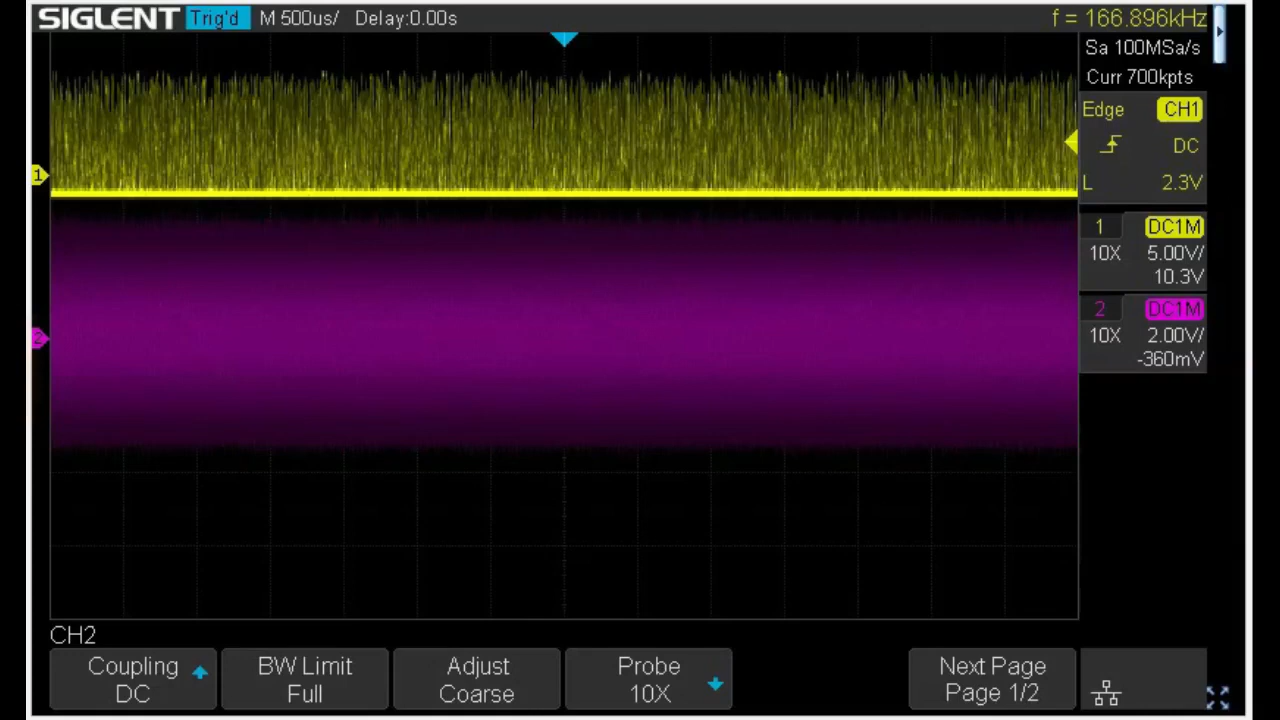 SIGLENT Trig'd M 500us/ Delay:0.00s f = 166.896kHz
Sa 100MSa/s
Curr 700kpts
Edge CH1
DC
L 2.3V
1 DC1M
10X 5.00V/
10.3V
2 DC1M
10X 2.00V/
-360mV
1
2
CH2
Coupling BW Limit Adjust Probe Next Page
DC Full Coarse 10X Page 1/2